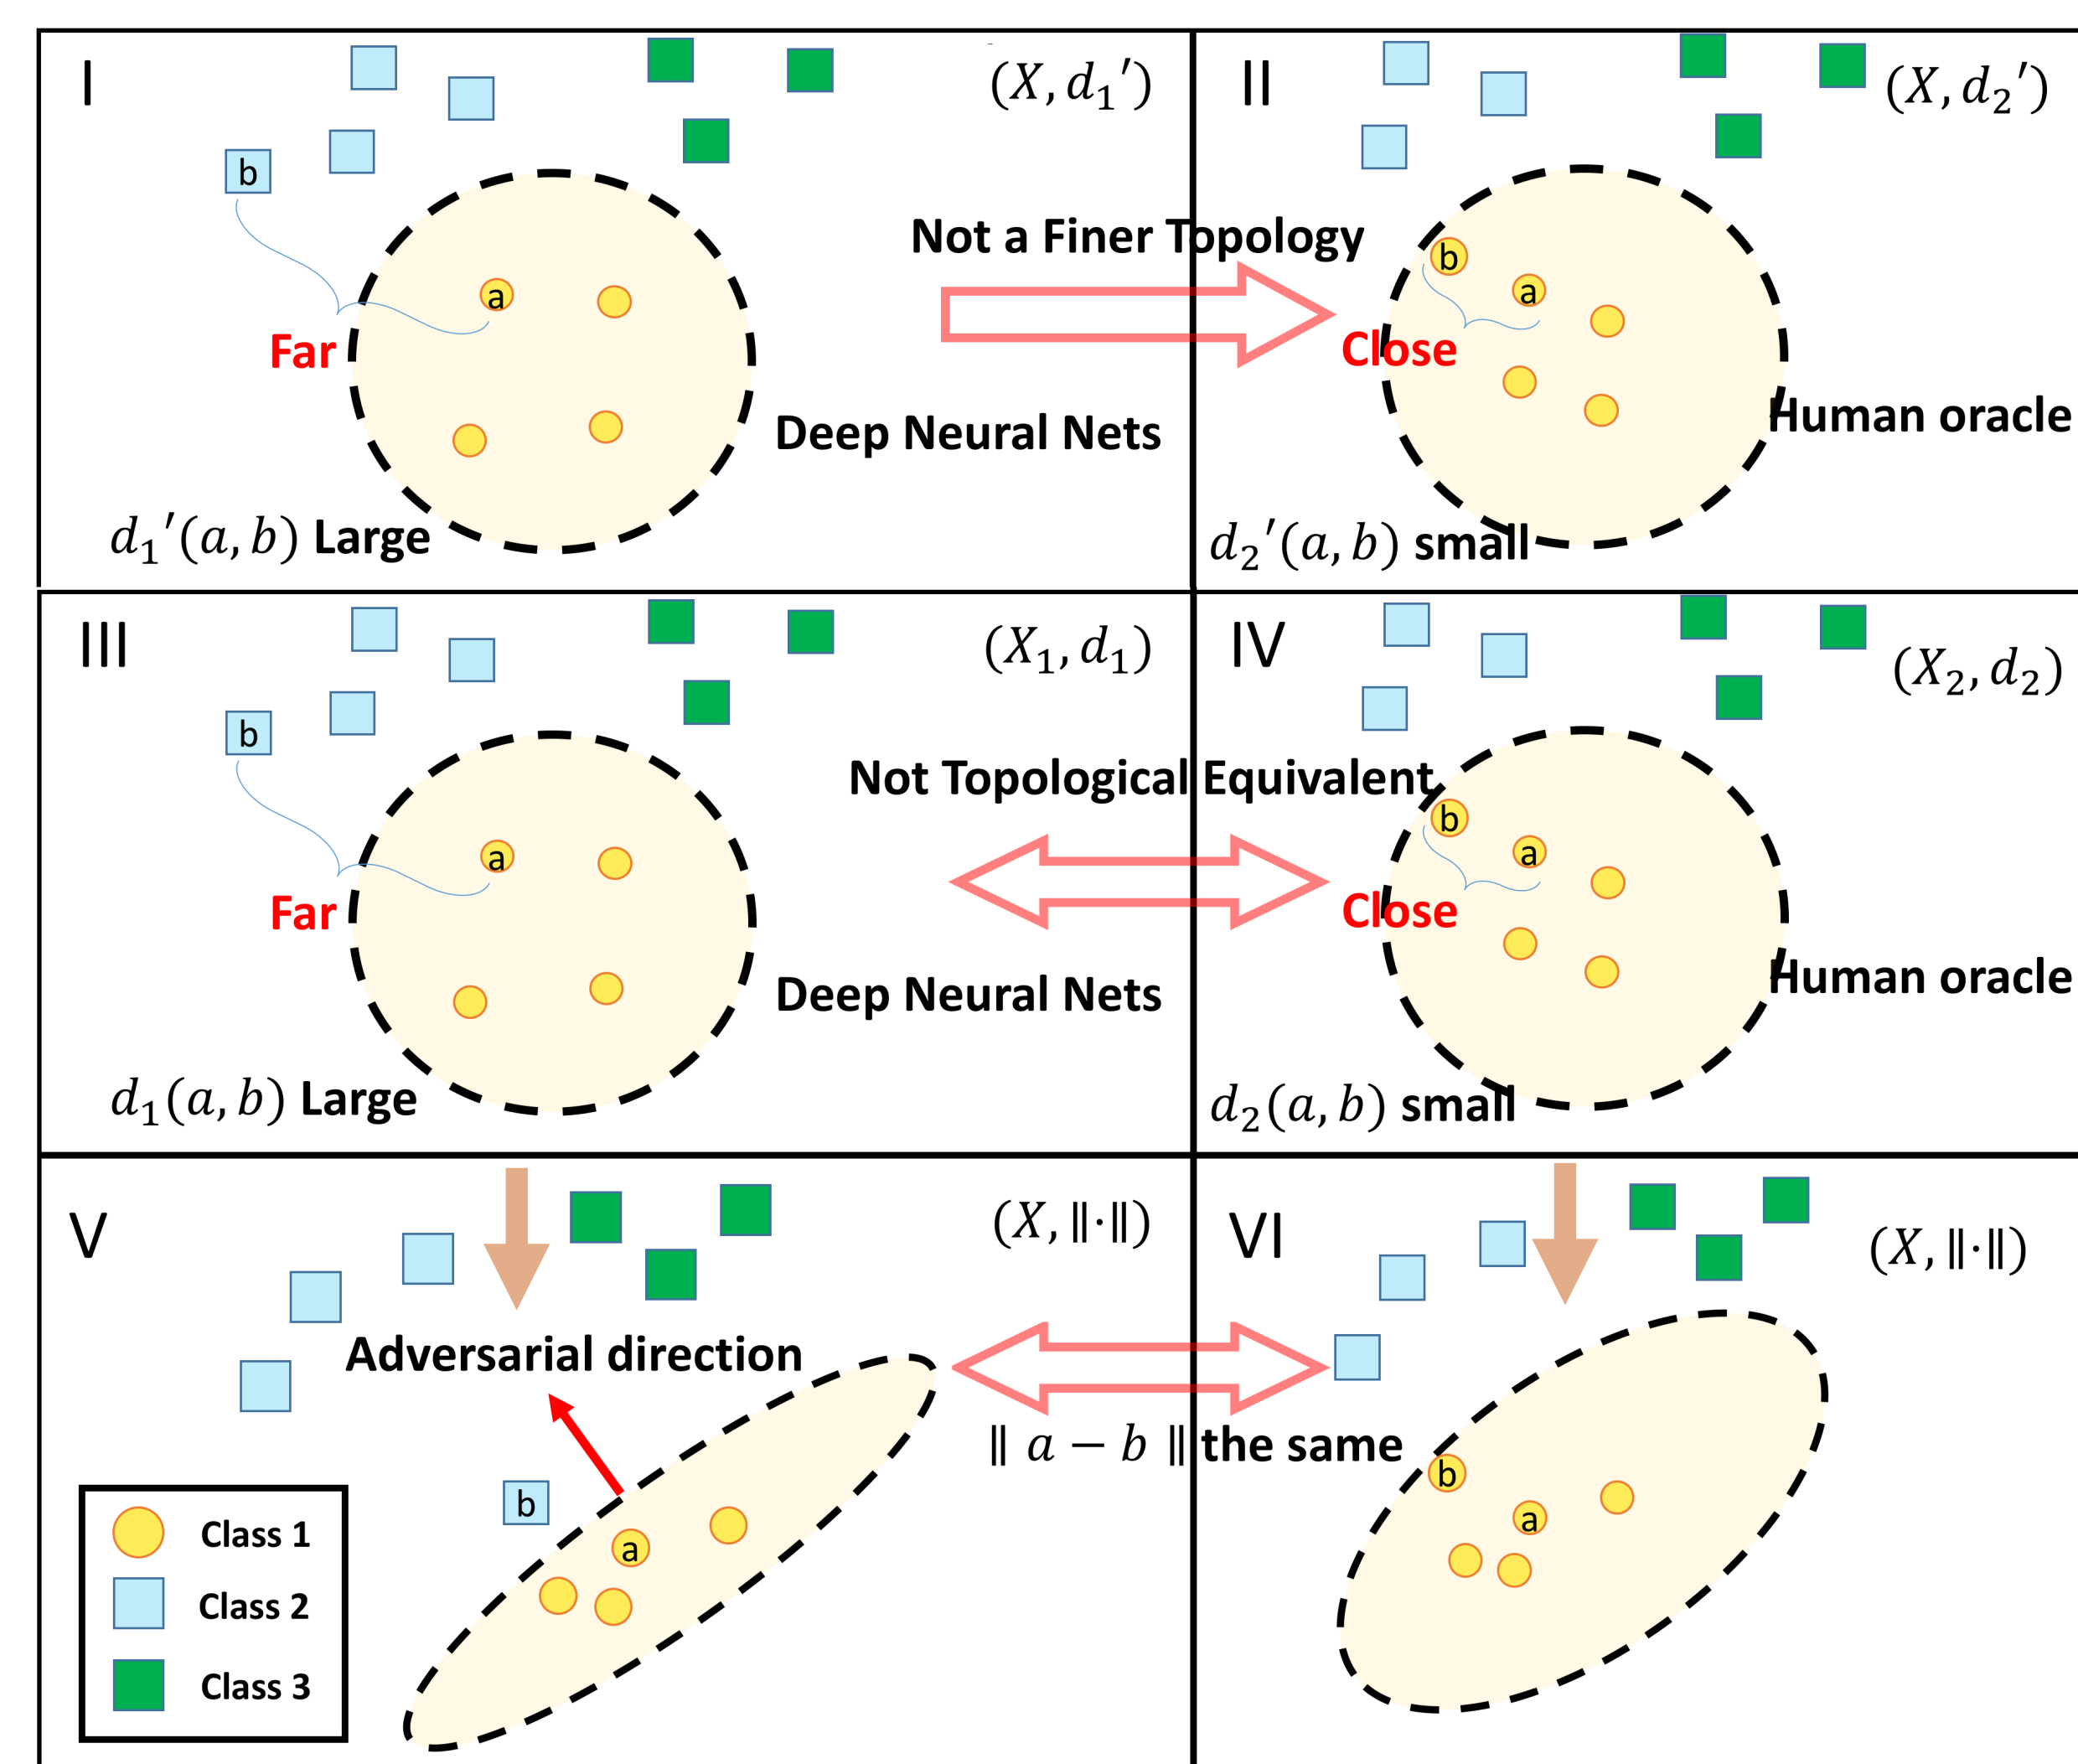 I
(X, d₁′)
b
a
Far
Deep Neural Nets
d₁′(a, b) Large
Not a Finer Topology
II
(X, d₂′)
b
a
Close
Human oracle
d₂′(a, b) small
III
(X₁, d₁)
b
a
Far
Deep Neural Nets
d₁(a, b) Large
Not Topological Equivalent
IV
(X₂, d₂)
b
a
Close
Human oracle
d₂(a, b) small
V
(X, ‖·‖)
Adversarial direction
b
a
‖ a − b ‖ the same
VI
(X, ‖·‖)
b
a
Class 1
Class 2
Class 3